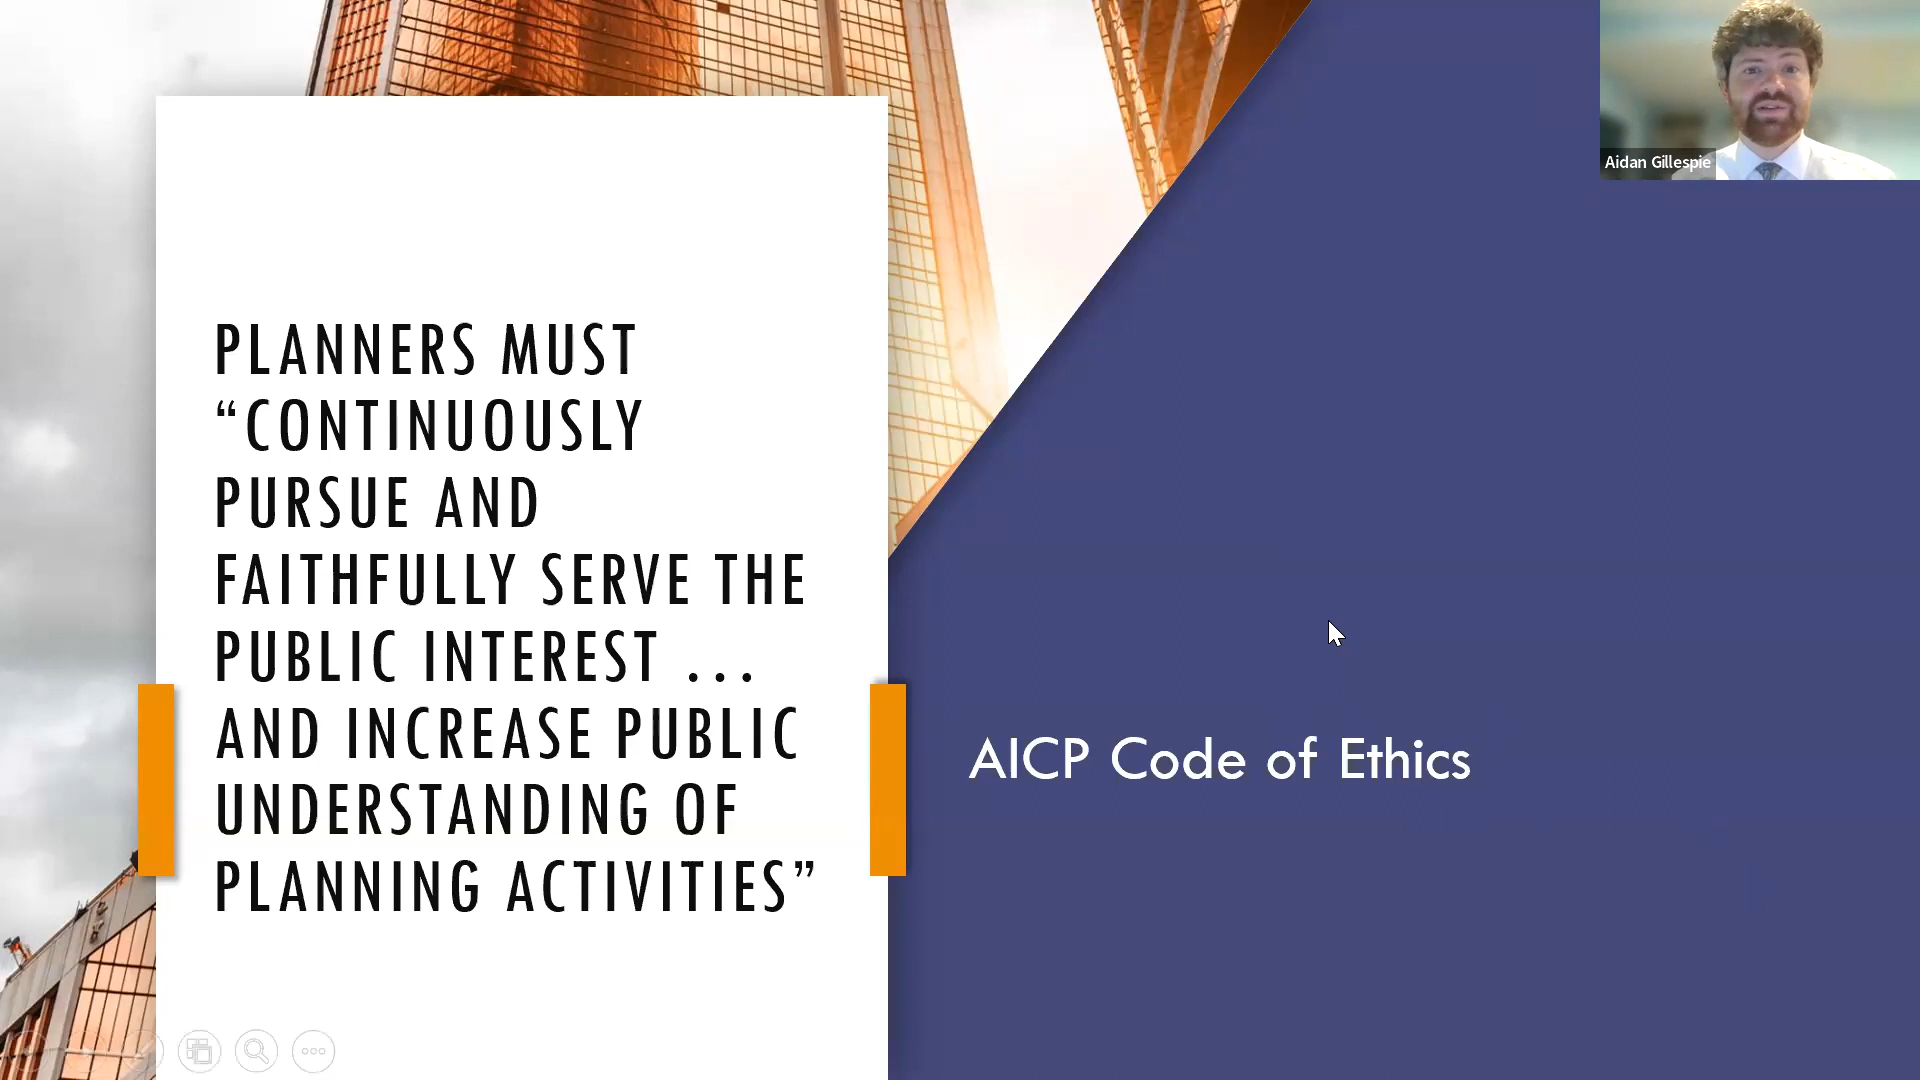 Aidan Gillespie
PLANNERS MUST
“CONTINUOUSLY
PURSUE AND
FAITHFULLY SERVE THE
PUBLIC INTEREST ...
AND INCREASE PUBLIC
UNDERSTANDING OF
PLANNING ACTIVITIES”
AICP Code of Ethics